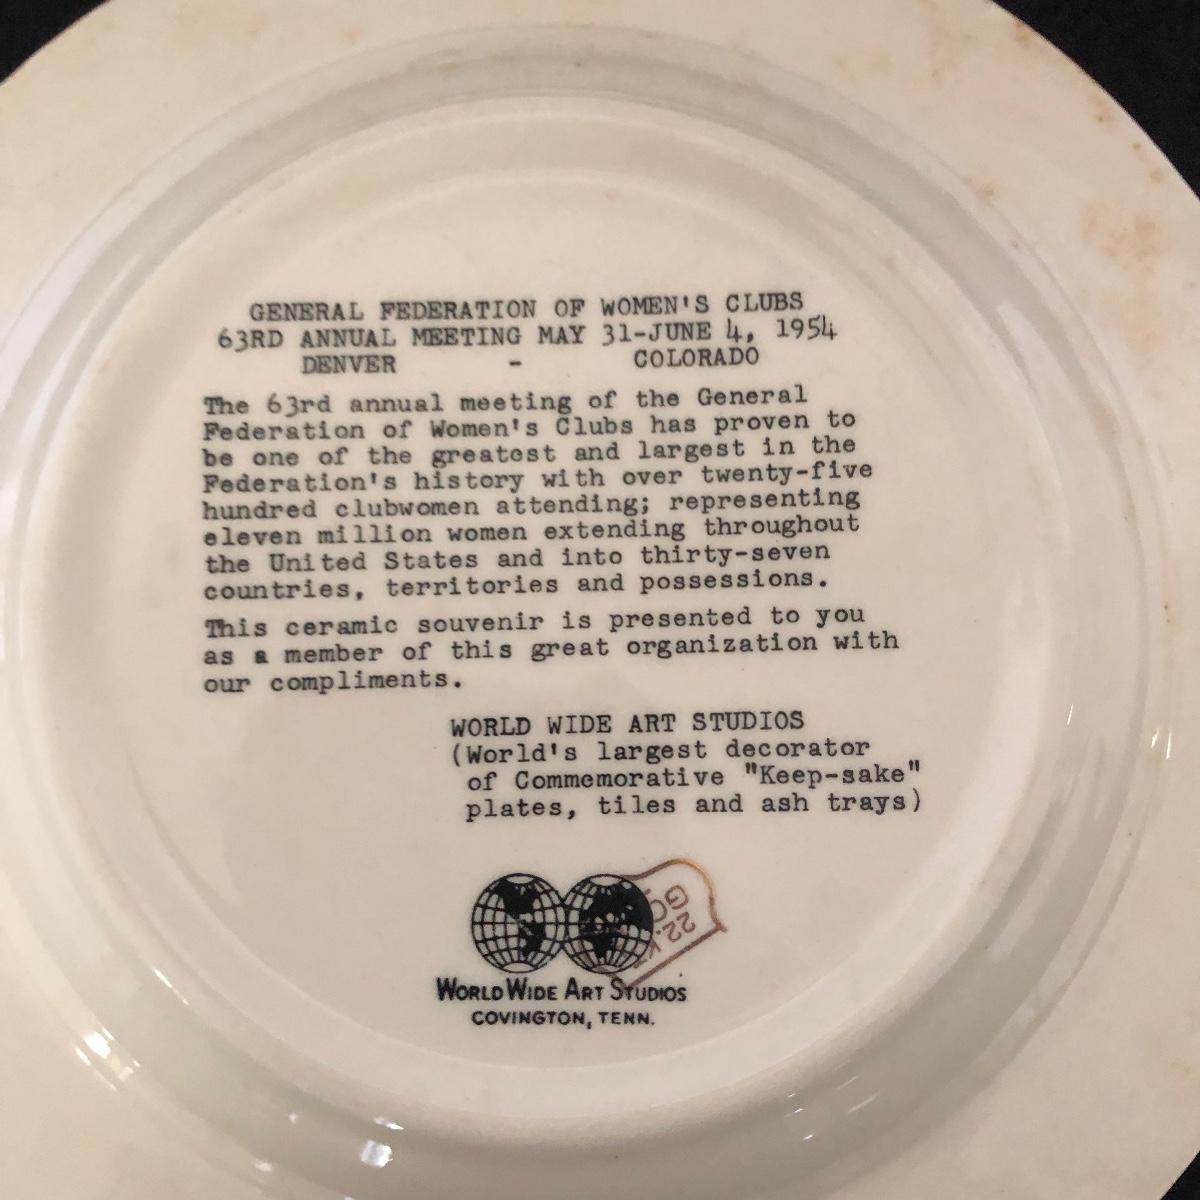 GENERAL FEDERATION OF WOMEN'S CLUBS
63RD ANNUAL MEETING MAY 31-JUNE 4, 1954
DENVER - COLORADO
The 63rd annual meeting of the General
Federation of Women's Clubs has proven to
be one of the greatest and largest in the
Federation's history with over twenty-five
hundred clubwomen attending; representing
eleven million women extending throughout
the United States and into thirty-seven
countries, territories and possessions.
This ceramic souvenir is presented to you
as a member of this great organization with
our compliments.
WORLD WIDE ART STUDIOS
(World's largest decorator
of Commemorative "Keep-sake"
plates, tiles and ash trays)
22 KT
WORLD WIDE ART STUDIOS
COVINGTON, TENN.